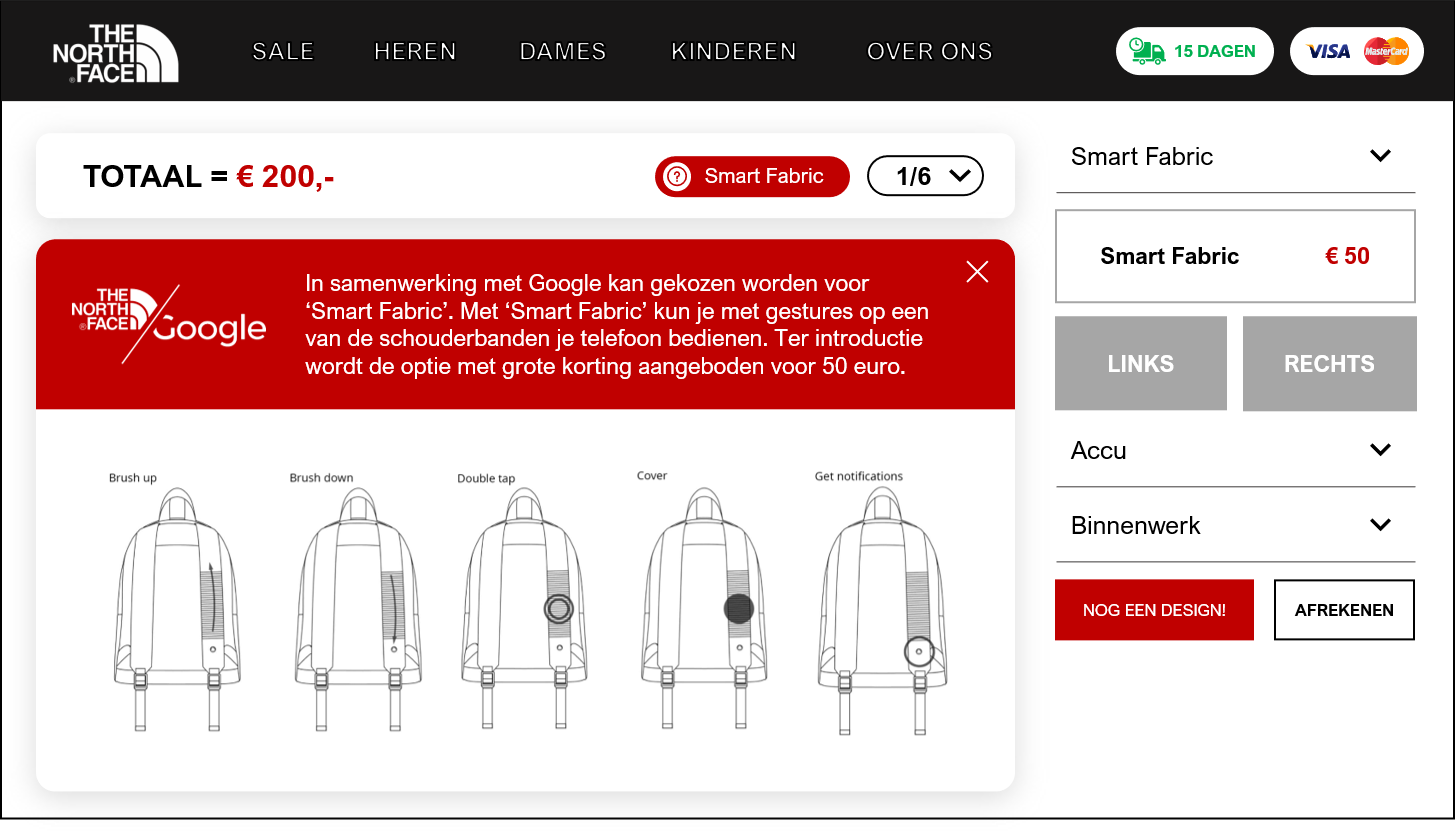 THE
NORTH
FACE
®
SALE
HEREN
DAMES
KINDEREN
OVER ONS
15 DAGEN
VISA
MasterCard
TOTAAL = € 200,-
? Smart Fabric
1/6
THE
NORTH
®FACE
Google
In samenwerking met Google kan gekozen worden voor
‘Smart Fabric’. Met ‘Smart Fabric’ kun je met gestures op een
van de schouderbanden je telefoon bedienen. Ter introductie
wordt de optie met grote korting aangeboden voor 50 euro.
Brush up
Brush down
Double tap
Cover
Get notifications
Smart Fabric
Smart Fabric € 50
LINKS
RECHTS
Accu
Binnenwerk
NOG EEN DESIGN!
AFREKENEN